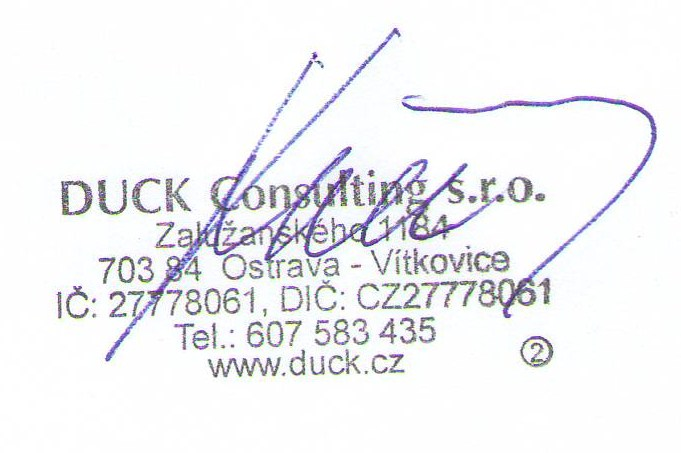 DUCK Consulting s.r.o.
Zalužanského 1184
703 84 Ostrava - Vítkovice
IČ: 27778061, DIČ: CZ27778061
Tel.: 607 583 435
www.duck.cz
2